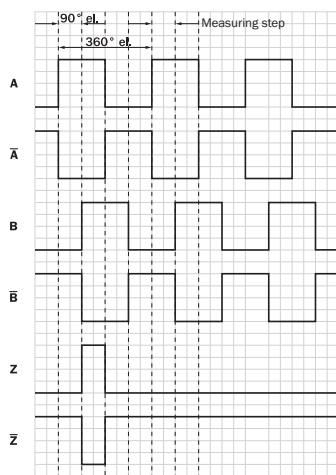 90° el.
Measuring step
360° el.
A
A̅
B
B̅
Z
Z̅